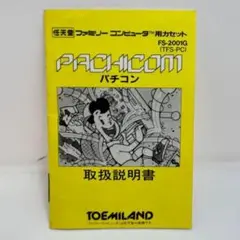 任天堂 ファミリー コンピュータ™用カセット
FS-2001G
(TFS-PC)
PACHICOM
パチコン
取扱説明書
TOEMILAND